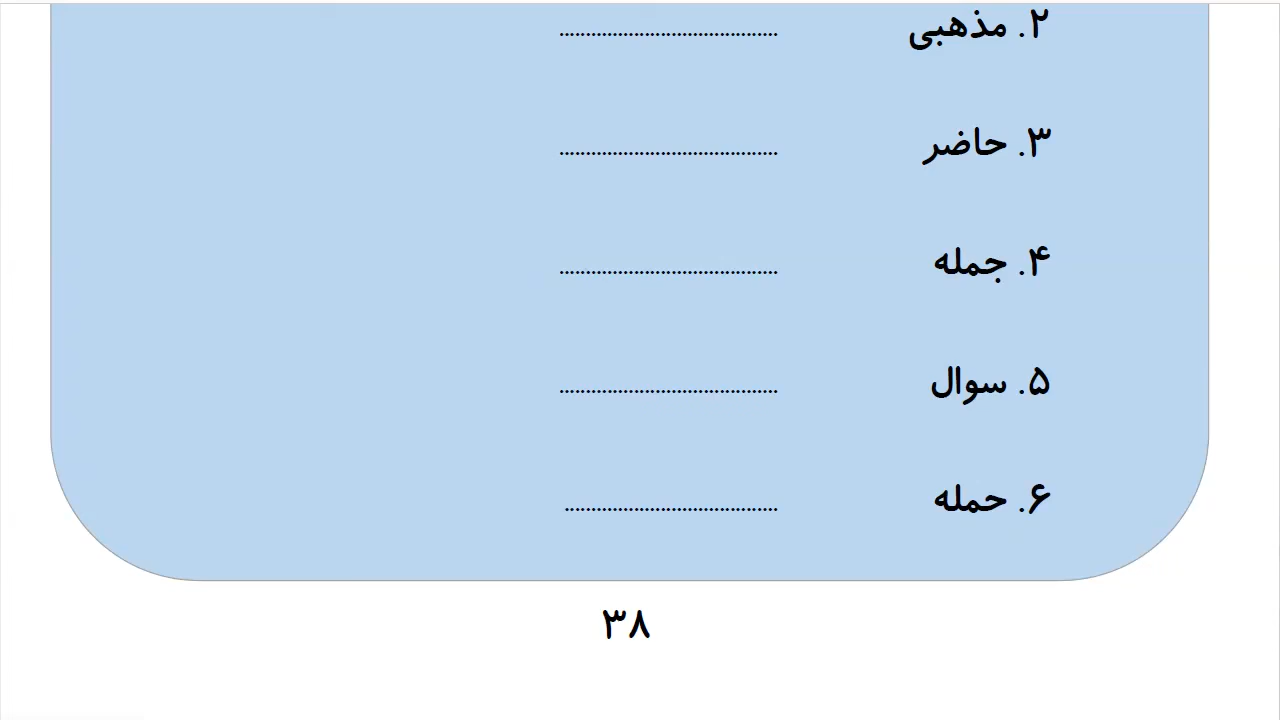 ۲. مذهبی ........................................
۳. حاضر ........................................
۴. جمله ........................................
۵. سوال ........................................
۶. حمله .......................................
۳۸